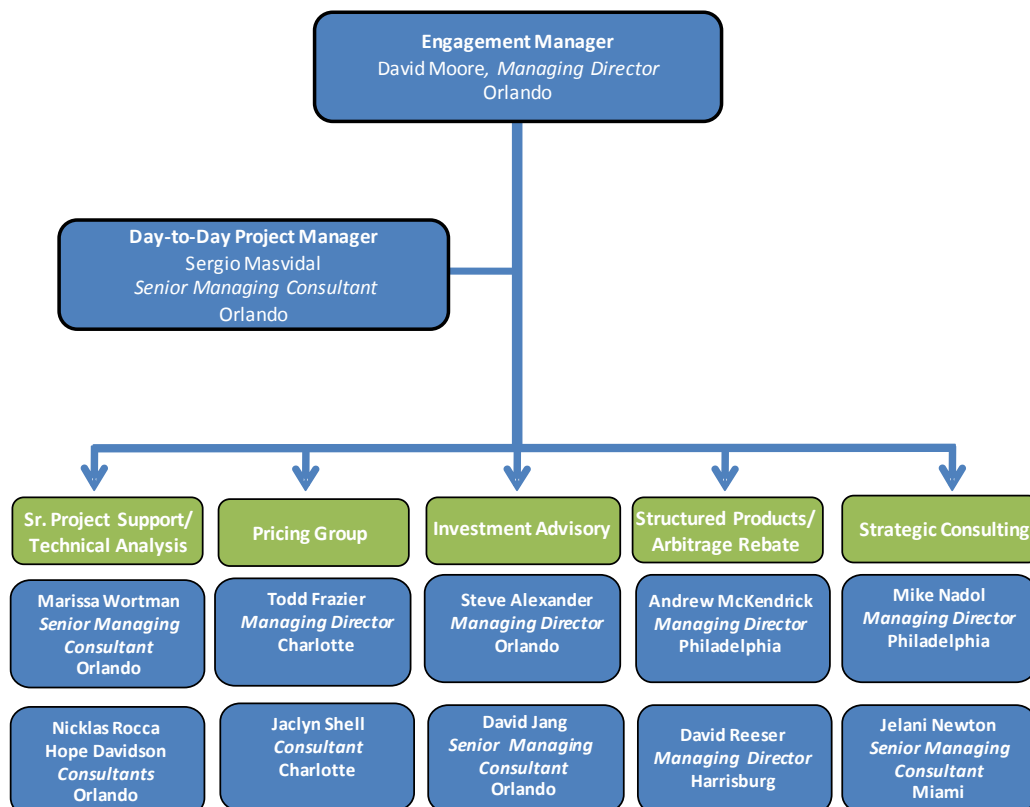 Engagement Manager
David Moore, Managing Director
Orlando
Day-to-Day Project Manager
Sergio Masvidal
Senior Managing Consultant
Orlando
Sr. Project Support/
Technical Analysis
Pricing Group
Investment Advisory
Structured Products/
Arbitrage Rebate
Strategic Consulting
Marissa Wortman
Senior Managing
Consultant
Orlando
Todd Frazier
Managing Director
Charlotte
Steve Alexander
Managing Director
Orlando
Andrew McKendrick
Managing Director
Philadelphia
Mike Nadol
Managing Director
Philadelphia
Nicklas Rocca
Hope Davidson
Consultants
Orlando
Jaclyn Shell
Consultant
Charlotte
David Jang
Senior Managing
Consultant
Orlando
David Reeser
Managing Director
Harrisburg
Jelani Newton
Senior Managing
Consultant
Miami